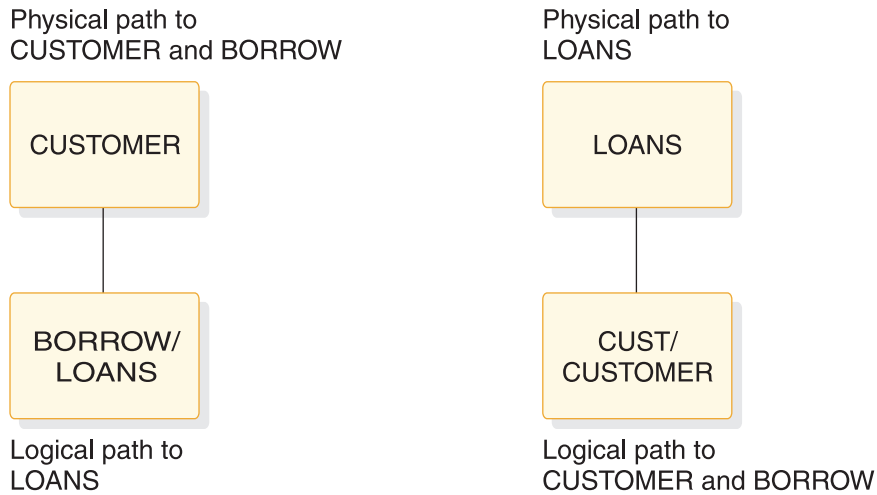 Physical path to
CUSTOMER and BORROW
CUSTOMER
BORROW/
LOANS
Logical path to
LOANS
Physical path to
LOANS
LOANS
CUST/
CUSTOMER
Logical path to
CUSTOMER and BORROW